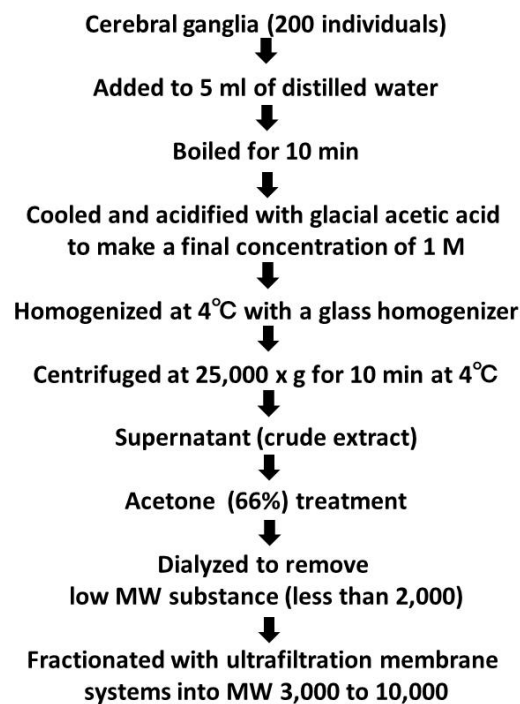 Cerebral ganglia (200 individuals)
Added to 5 ml of distilled water
Boiled for 10 min
Cooled and acidified with glacial acetic acid
to make a final concentration of 1 M
Homogenized at 4℃ with a glass homogenizer
Centrifuged at 25,000 x g for 10 min at 4℃
Supernatant (crude extract)
Acetone (66%) treatment
Dialyzed to remove
low MW substance (less than 2,000)
Fractionated with ultrafiltration membrane
systems into MW 3,000 to 10,000